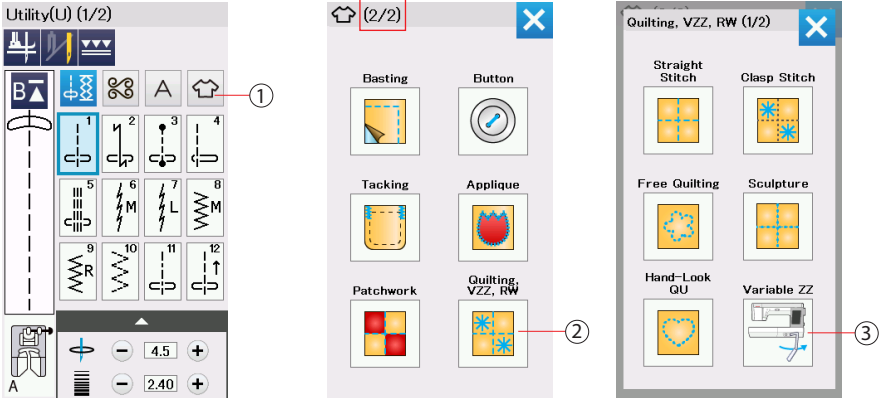 Utility(U) (1/2)
B
A
1
2
3
4
5
6
M
7
L
8
M
9
R
10
11
12
A
4.5
2.40
①
(2/2)
Basting
Button
Tacking
Applique
Patchwork
Quilting,
VZZ, RW
②
Quilting, VZZ, RW (1/2)
Straight
Stitch
Clasp Stitch
Free Quilting
Sculpture
Hand-Look
QU
Variable ZZ
③